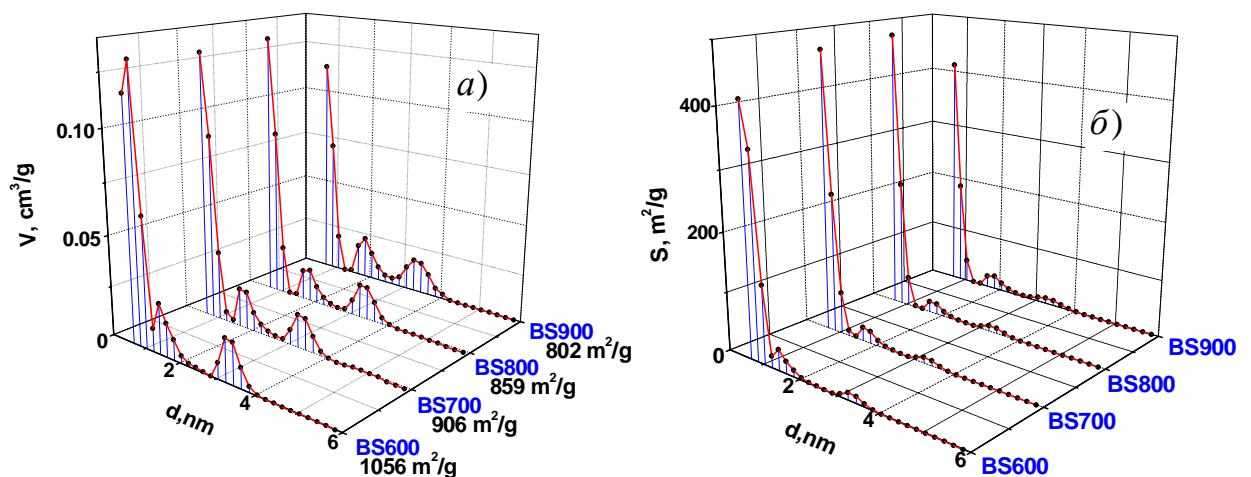 а)
V, cm³/g
0.10
0.05
0
2
4
6
d,nm
BS900
802 m²/g
BS800
859 m²/g
BS700
906 m²/g
BS600
1056 m²/g
б)
S, m²/g
400
200
0
2
4
6
d,nm
BS900
BS800
BS700
BS600